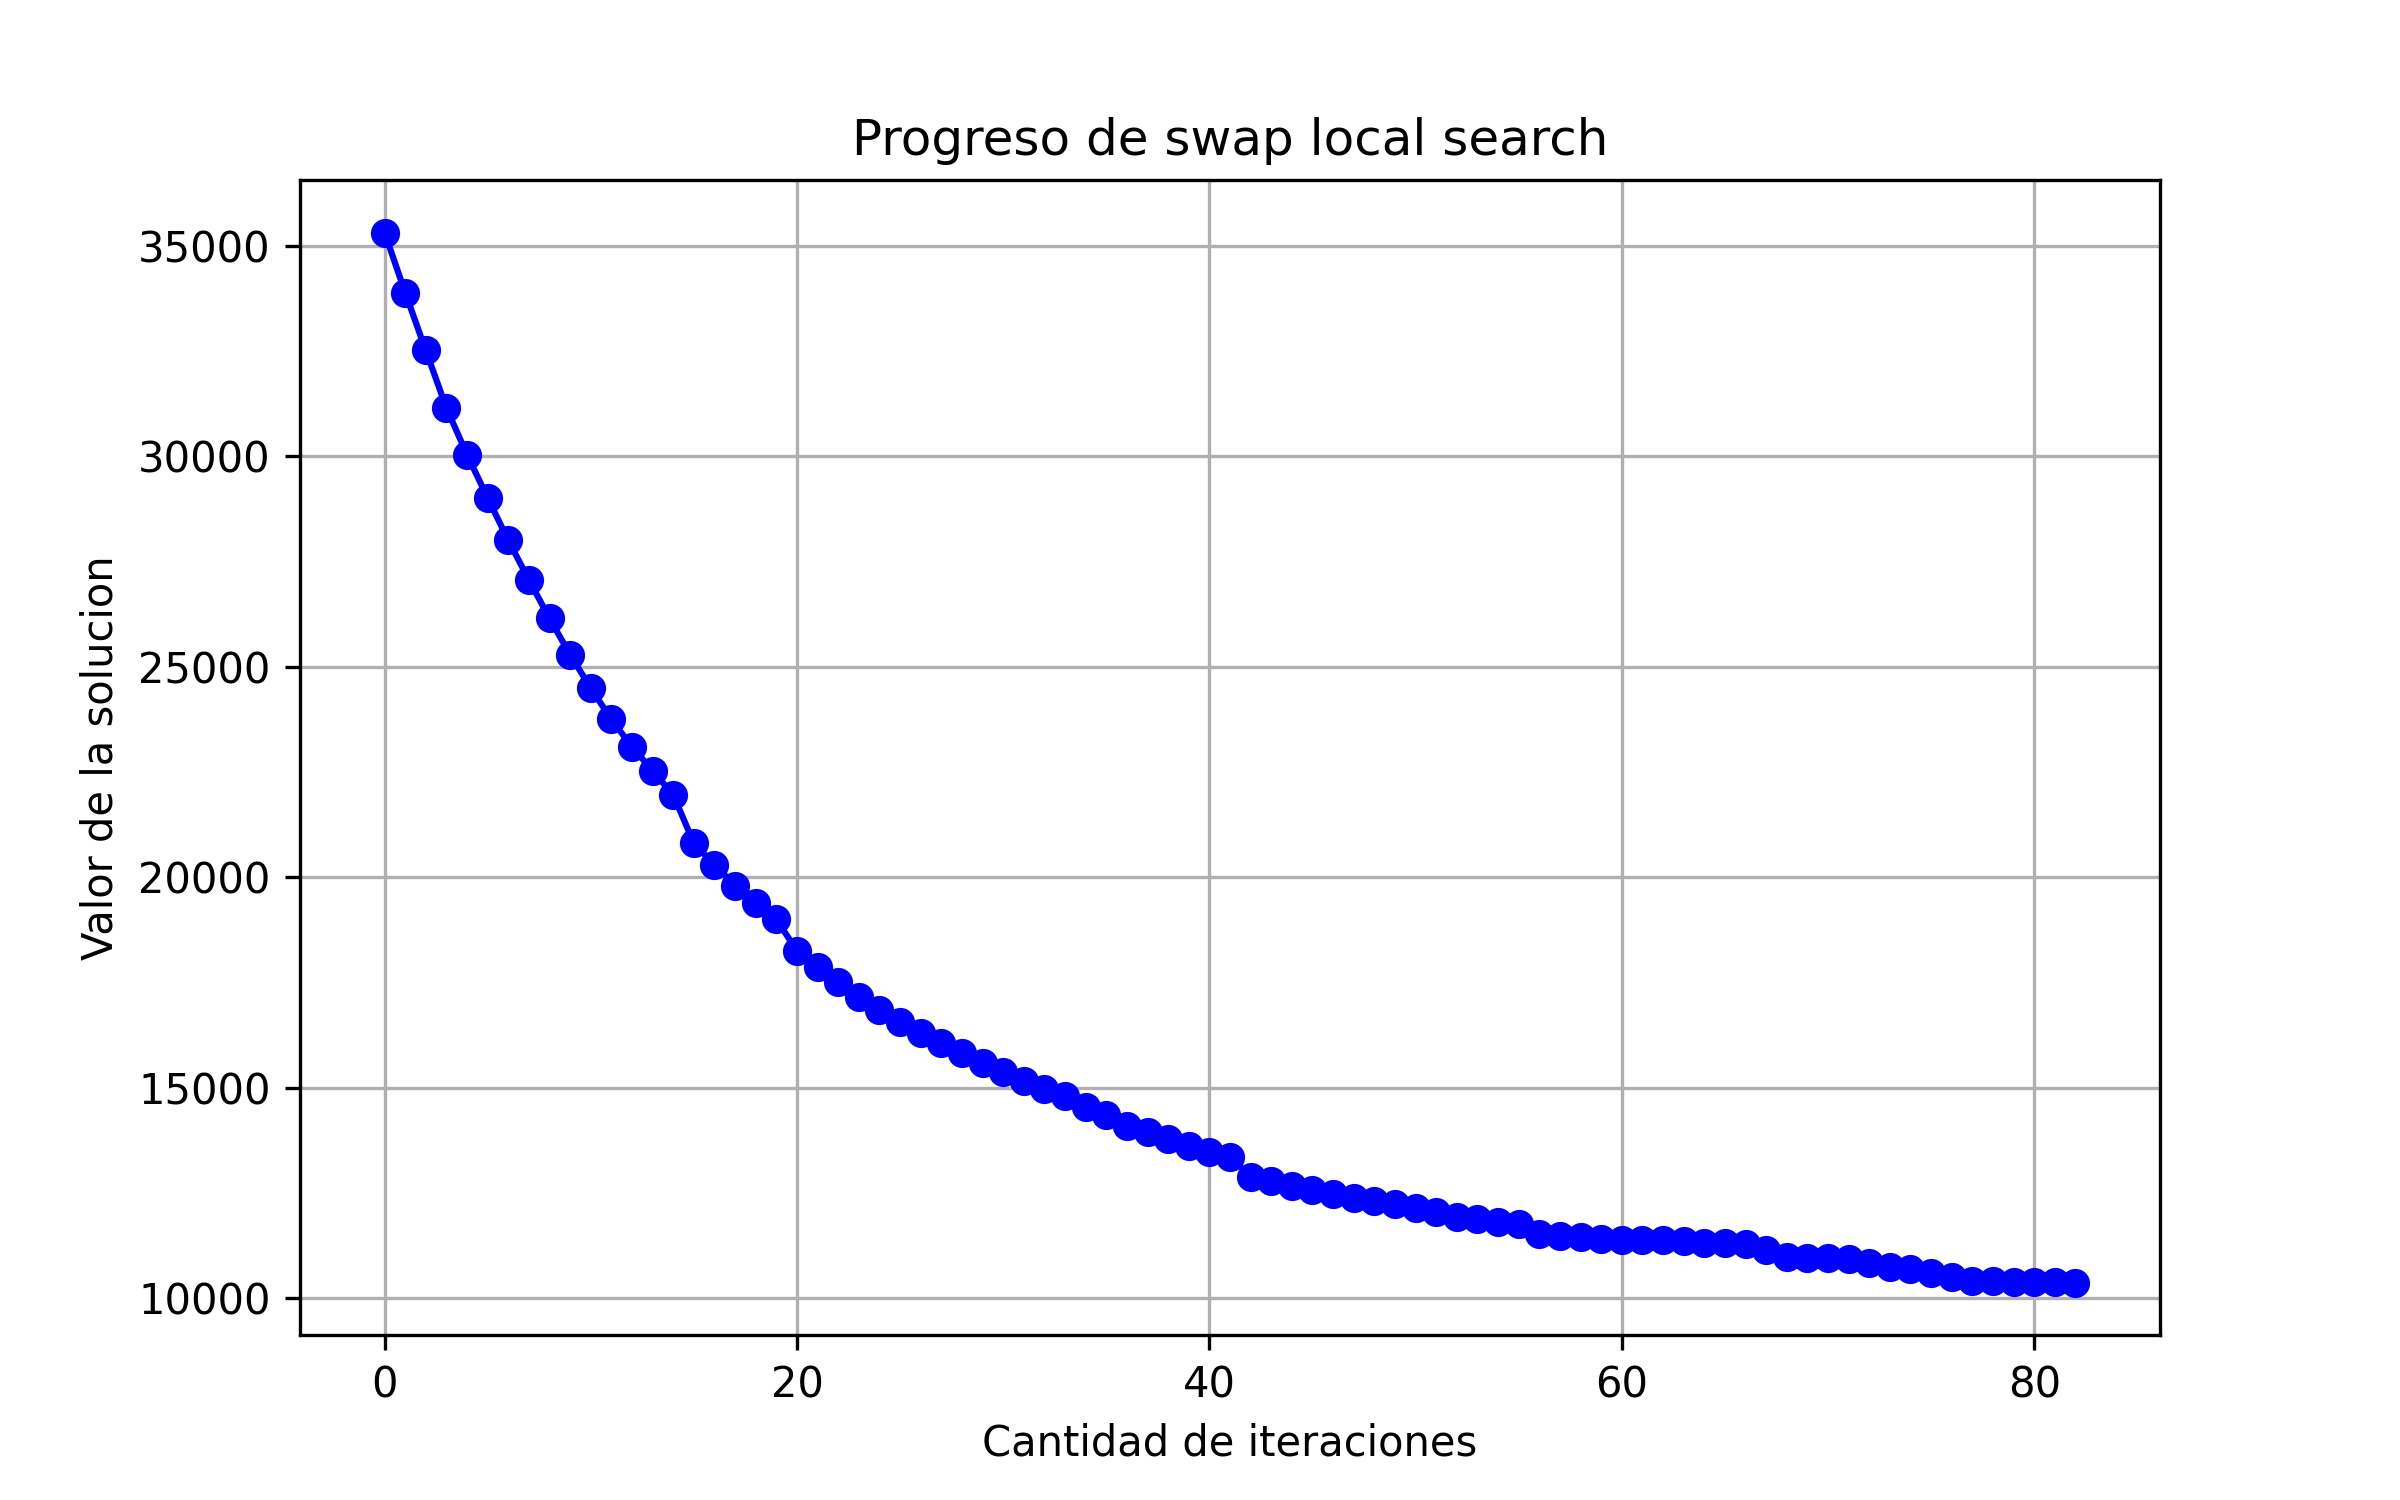 Progreso de swap local search
Valor de la solucion
35000
30000
25000
20000
15000
10000
0 20 40 60 80
Cantidad de iteraciones